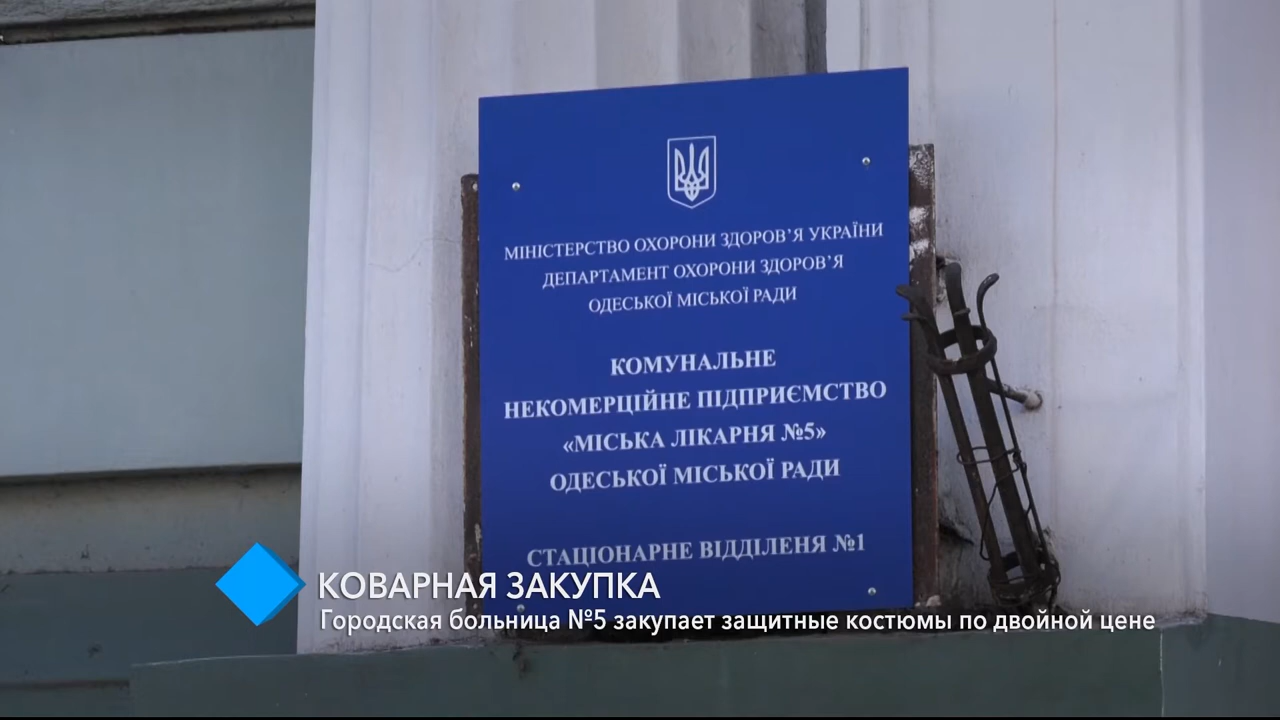 МІНІСТЕРСТВО ОХОРОНИ ЗДОРОВ’Я УКРАЇНИ
ДЕПАРТАМЕНТ ОХОРОНИ ЗДОРОВ’Я
ОДЕСЬКОЇ МІСЬКОЇ РАДИ
КОМУНАЛЬНЕ
НЕКОМЕРЦІЙНЕ ПІДПРИЄМСТВО
«МІСЬКА ЛІКАРНЯ №5»
ОДЕСЬКОЇ МІСЬКОЇ РАДИ
СТАЦІОНАРНЕ ВІДДІЛЕНЯ №1
КОВАРНАЯ ЗАКУПКА
Городская больница №5 закупает защитные костюмы по двойной цене